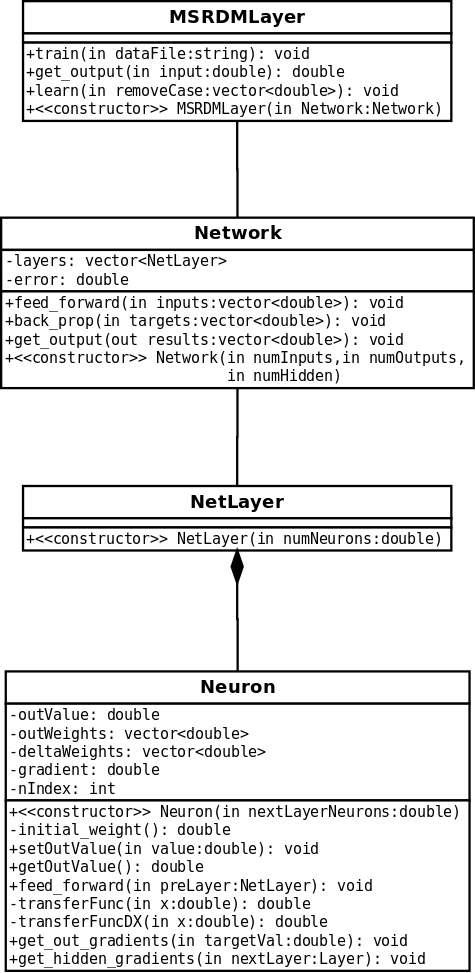 MSRDMLayer
+train(in dataFile:string): void
+get_output(in input:double): double
+learn(in removeCase:vector<double>): void
+<<constructor>> MSRDMLayer(in Network:Network)
Network
-layers: vector<NetLayer>
-error: double
+feed_forward(in inputs:vector<double>): void
+back_prop(in targets:vector<double>): void
+get_output(out results:vector<double>): void
+<<constructor>> Network(in numInputs,in numOutputs,
in numHidden)
NetLayer
+<<constructor>> NetLayer(in numNeurons:double)
Neuron
-outValue: double
-outWeights: vector<double>
-deltaWeights: vector<double>
-gradient: double
-nIndex: int
+<<constructor>> Neuron(in nextLayerNeurons:double)
-initial_weight(): double
+setOutValue(in value:double): void
+getOutValue(): double
+feed_forward(in preLayer:NetLayer): void
-transferFunc(in x:double): double
-transferFuncDX(in x:double): double
+get_out_gradients(in targetVal:double): void
+get_hidden_gradients(in nextLayer:Layer): void